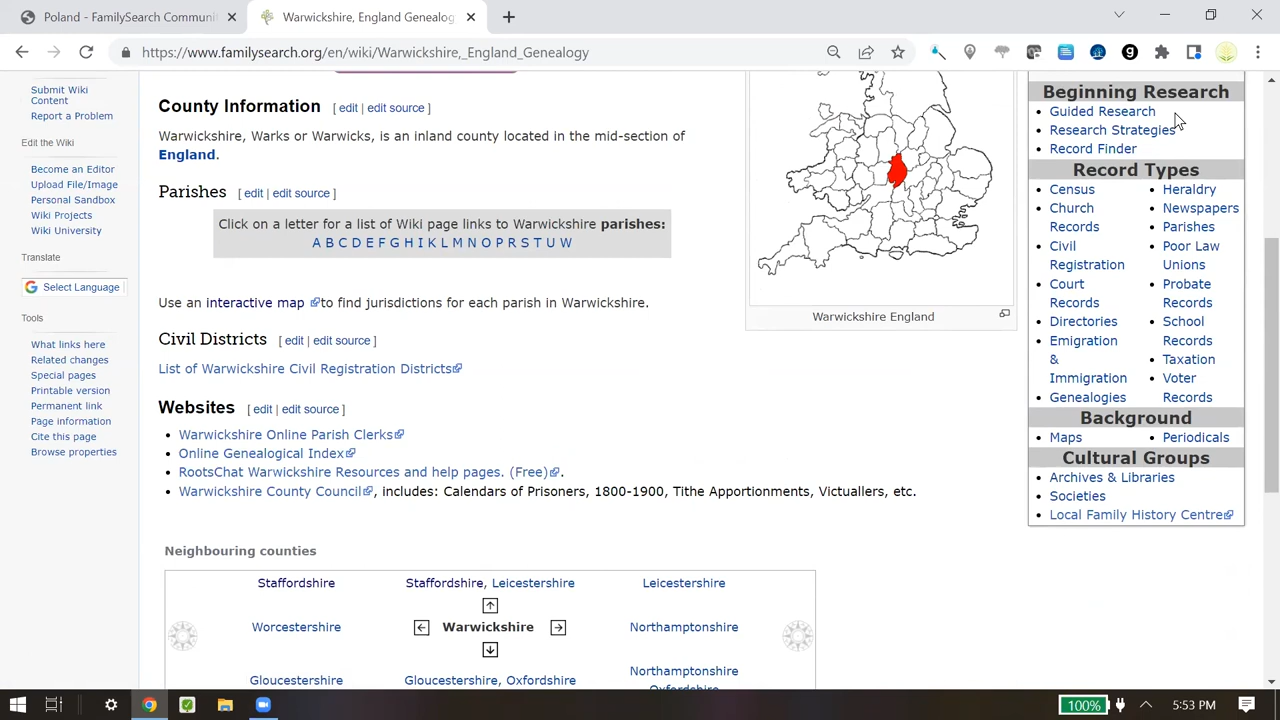 Poland - FamilySearch Communi
Warwickshire, England Genealog
https://www.familysearch.org/en/wiki/Warwickshire,_England_Genealogy
Submit Wiki
Content
Report a Problem
Edit the Wiki
Become an Editor
Upload File/Image
Personal Sandbox
Wiki Projects
Wiki University
Translate
Select Language
Tools
What links here
Related changes
Special pages
Printable version
Permanent link
Page information
Cite this page
Browse properties
County Information [ edit | edit source ]
Warwickshire, Warks or Warwicks, is an inland county located in the mid-section of
England.
Parishes [ edit | edit source ]
Click on a letter for a list of Wiki page links to Warwickshire parishes:
A B C D E F G H I K L M N O P R S T U W
Use an interactive map to find jurisdictions for each parish in Warwickshire.
Civil Districts [ edit | edit source ]
List of Warwickshire Civil Registration Districts
Websites [ edit | edit source ]
• Warwickshire Online Parish Clerks
• Online Genealogical Index
• RootsChat Warwickshire Resources and help pages. (Free).
• Warwickshire County Council, includes: Calendars of Prisoners, 1800-1900, Tithe Apportionments, Victuallers, etc.
Neighbouring counties
Staffordshire
Staffordshire, Leicestershire
Leicestershire
Worcestershire
Warwickshire
Northamptonshire
Gloucestershire
Gloucestershire, Oxfordshire
Northamptonshire
Oxfordshire
Warwickshire England
Beginning Research
• Guided Research
• Research Strategies
• Record Finder
Record Types
• Census
• Church
Records
• Civil
Registration
• Court
Records
• Directories
• Emigration
&
Immigration
• Genealogies
• Heraldry
• Newspapers
• Parishes
• Poor Law
Unions
• Probate
Records
• School
Records
• Taxation
• Voter
Records
Background
• Maps
• Periodicals
Cultural Groups
• Archives & Libraries
• Societies
• Local Family History Centre
100%
5:53 PM